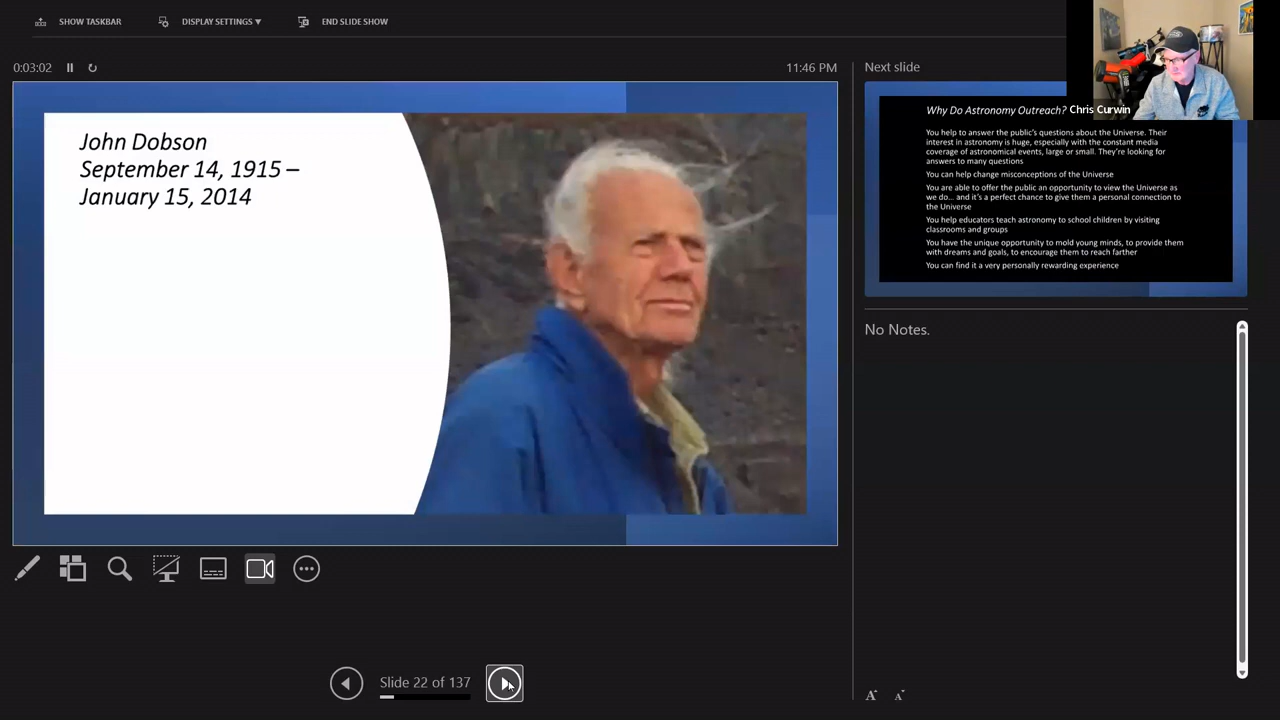 SHOW TASKBAR
DISPLAY SETTINGS ▼
END SLIDE SHOW
0:03:02
11:46 PM
John Dobson
September 14, 1915 –
January 15, 2014
Slide 22 of 137
Next slide
Chris Curwin
Why Do Astronomy Outreach?
You help to answer the public's questions about the Universe. Their
interest in astronomy is huge, especially with the constant media
coverage of astronomical events, large or small. They're looking for
answers to many questions
You can help change misconceptions of the Universe
You are able to offer the public an opportunity to view the Universe as
we do... and it's a perfect chance to give them a personal connection to
the Universe
You help educators teach astronomy to school children by visiting
classrooms and groups
You have the unique opportunity to mold young minds, to provide them
with dreams and goals, to encourage them to reach farther
You can find it a very personally rewarding experience
No Notes.
A A